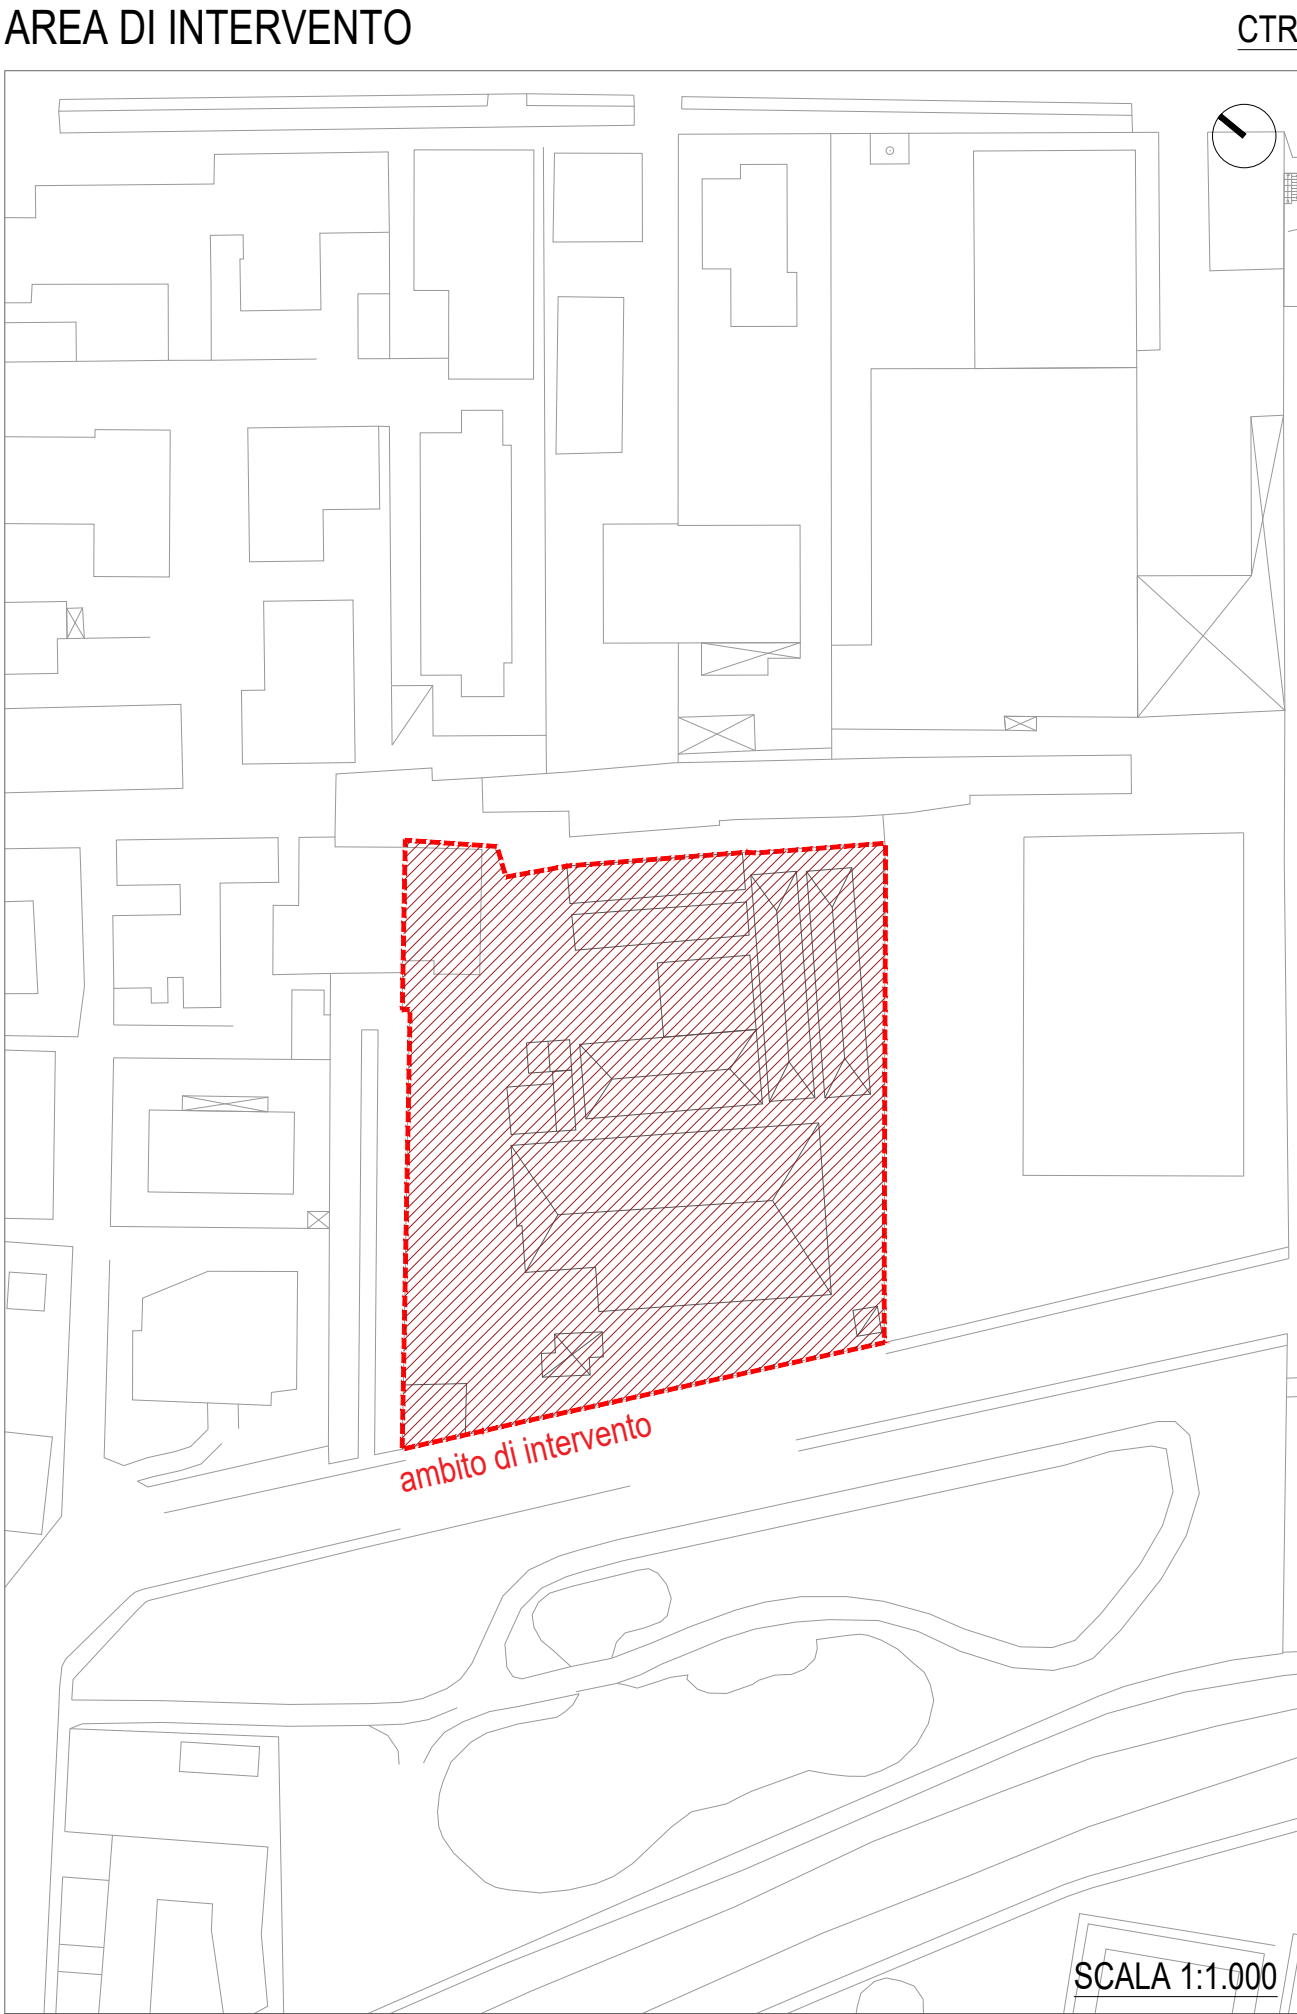 AREA DI INTERVENTO
CTR
ambito di intervento
SCALA 1:1.000